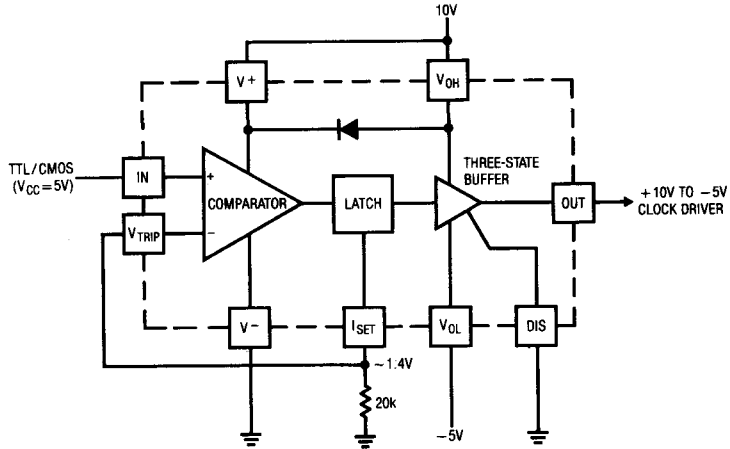 10V
V+
VOH
TTL/CMOS
(VCC=5V)
IN
+
COMPARATOR
LATCH
THREE-STATE
BUFFER
OUT
+10V TO −5V
CLOCK DRIVER
VTRIP
−
V−
ISET
VOL
DIS
~1.4V
20k
−5V